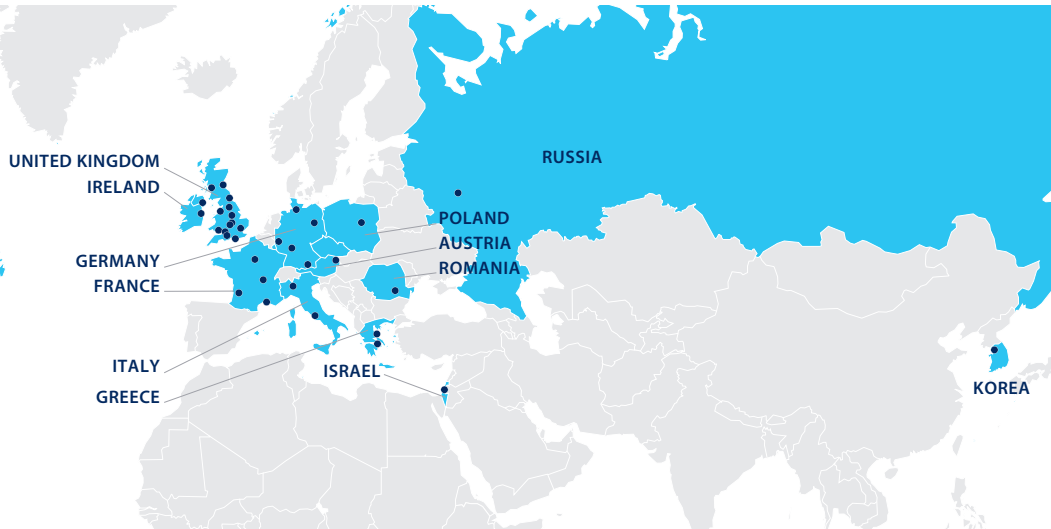 RUSSIA
UNITED KINGDOM
IRELAND
POLAND
AUSTRIA
GERMANY
ROMANIA
FRANCE
ITALY
ISRAEL
KOREA
GREECE